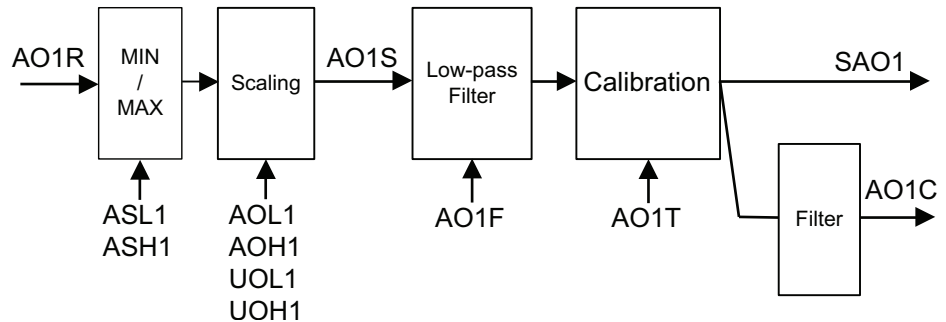 AO1R
MIN
/
MAX
Scaling
AO1S
Low-pass
Filter
Calibration
SAO1
ASL1
ASH1
AOL1
AOH1
UOL1
UOH1
AO1F
AO1T
Filter
AO1C